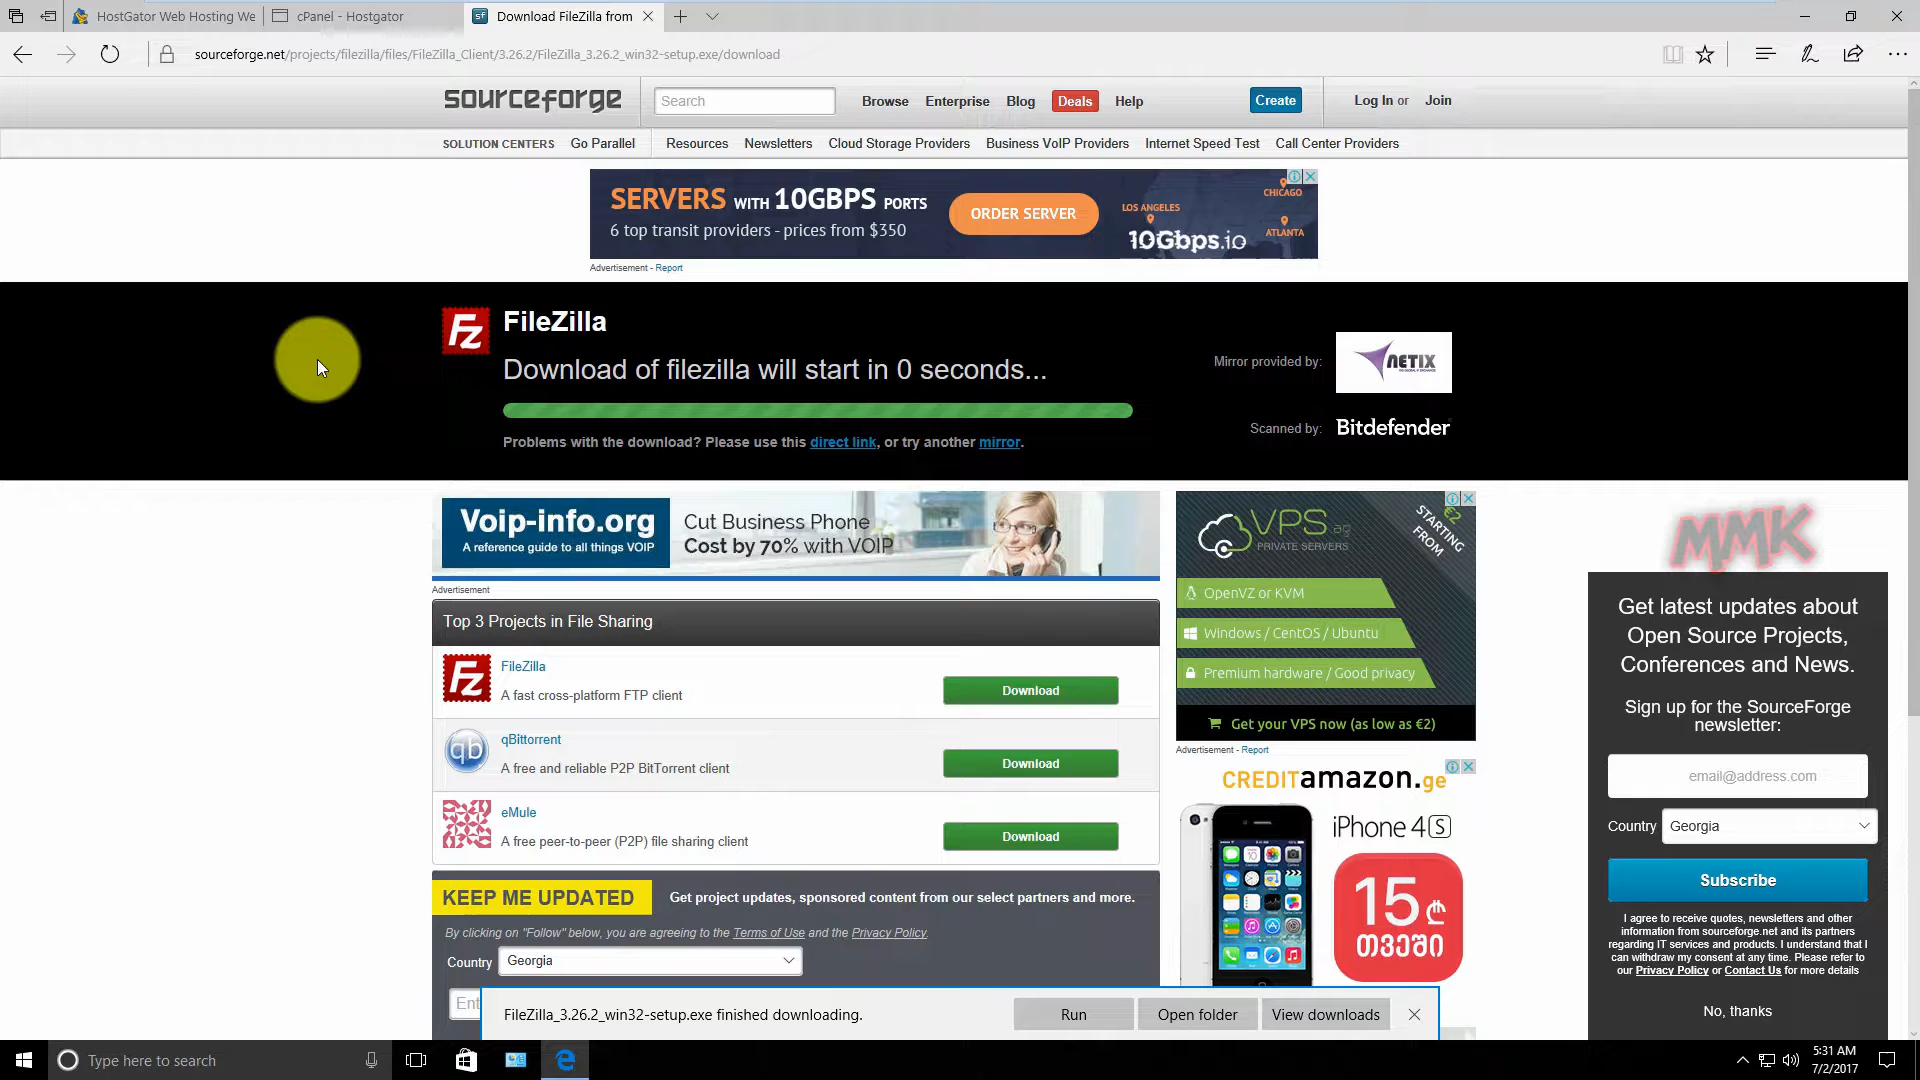 HostGator Web Hosting We
cPanel - Hostgator
sf Download FileZilla from
sourceforge.net/projects/filezilla/files/FileZilla_Client/3.26.2/FileZilla_3.26.2_win32-setup.exe/download
sourceforge
Search
Browse Enterprise Blog Deals Help
Create
Log In or Join
SOLUTION CENTERS Go Parallel Resources Newsletters Cloud Storage Providers Business VoIP Providers Internet Speed Test Call Center Providers
SERVERS WITH 10GBPS PORTS
6 top transit providers - prices from $350
ORDER SERVER
CHICAGO
LOS ANGELES
ATLANTA
10Gbps.io
Advertisement - Report
Fz
FileZilla
Download of filezilla will start in 0 seconds...
Problems with the download? Please use this direct link, or try another mirror.
Mirror provided by:
NETIX
Scanned by:
Bitdefender
Voip-info.org
A reference guide to all things VOIP
Cut Business Phone
Cost by 70% with VOIP
Advertisement
Top 3 Projects in File Sharing
Fz
FileZilla
A fast cross-platform FTP client
Download
qb
qBittorrent
A free and reliable P2P BitTorrent client
Download
eMule
A free peer-to-peer (P2P) file sharing client
Download
KEEP ME UPDATED
Get project updates, sponsored content from our select partners and more.
By clicking on "Follow" below, you are agreeing to the Terms of Use and the Privacy Policy.
Country
Georgia
Ent
VPS.ag
PRIVATE SERVERS
STARTING
FROM
€2
OpenVZ or KVM
Windows / CentOS / Ubuntu
Premium hardware / Good privacy
Get your VPS now (as low as €2)
Advertisement - Report
CREDITamazon.ge
iPhone 4S
15 ₾
თვეში
MMK
Get latest updates about
Open Source Projects,
Conferences and News.
Sign up for the SourceForge
newsletter:
email@address.com
Country
Georgia
Subscribe
I agree to receive quotes, newsletters and other
information from sourceforge.net and its partners
regarding IT services and products. I understand that I
can withdraw my consent at any time. Please refer to
our Privacy Policy or Contact Us for more details
No, thanks
FileZilla_3.26.2_win32-setup.exe finished downloading.
Run
Open folder
View downloads
Type here to search
5:31 AM
7/2/2017